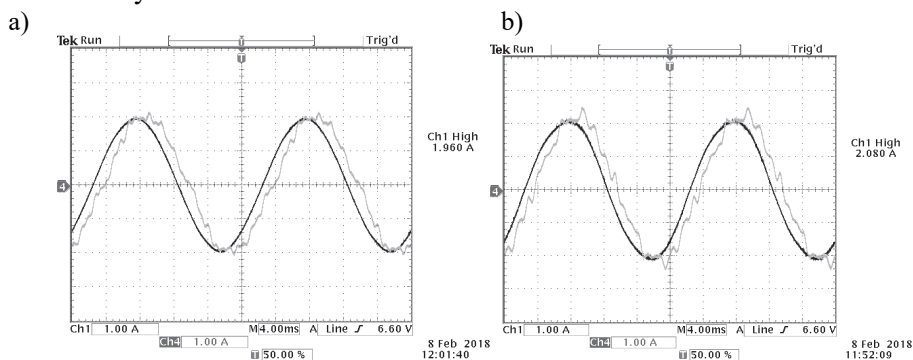 a)
Tek Run
Trig'd
T
T
4
Ch1 High
1.960 A
Ch1 1.00 A M 4.00ms A Line 6.60 V
Ch4 1.00 A
T 50.00 %
8 Feb 2018
12:01:40
b)
Tek Run
Trig'd
T
T
4
Ch1 High
2.080 A
Ch1 1.00 A M 4.00ms A Line 6.60 V
Ch4 1.00 A
T 50.00 %
8 Feb 2018
11:52:09